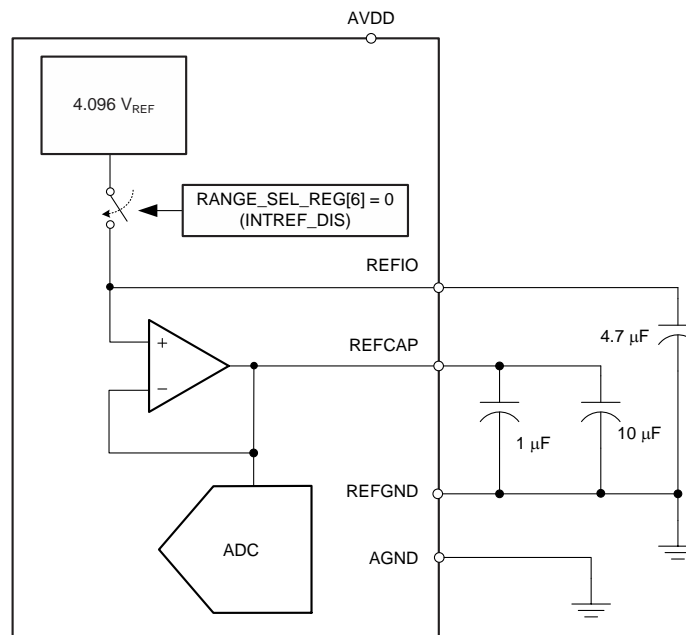 AVDD
4.096 VREF
RANGE_SEL_REG[6] = 0
(INTREF_DIS)
REFIO
4.7 μF
+
REFCAP
−
1 μF
10 μF
REFGND
ADC
AGND